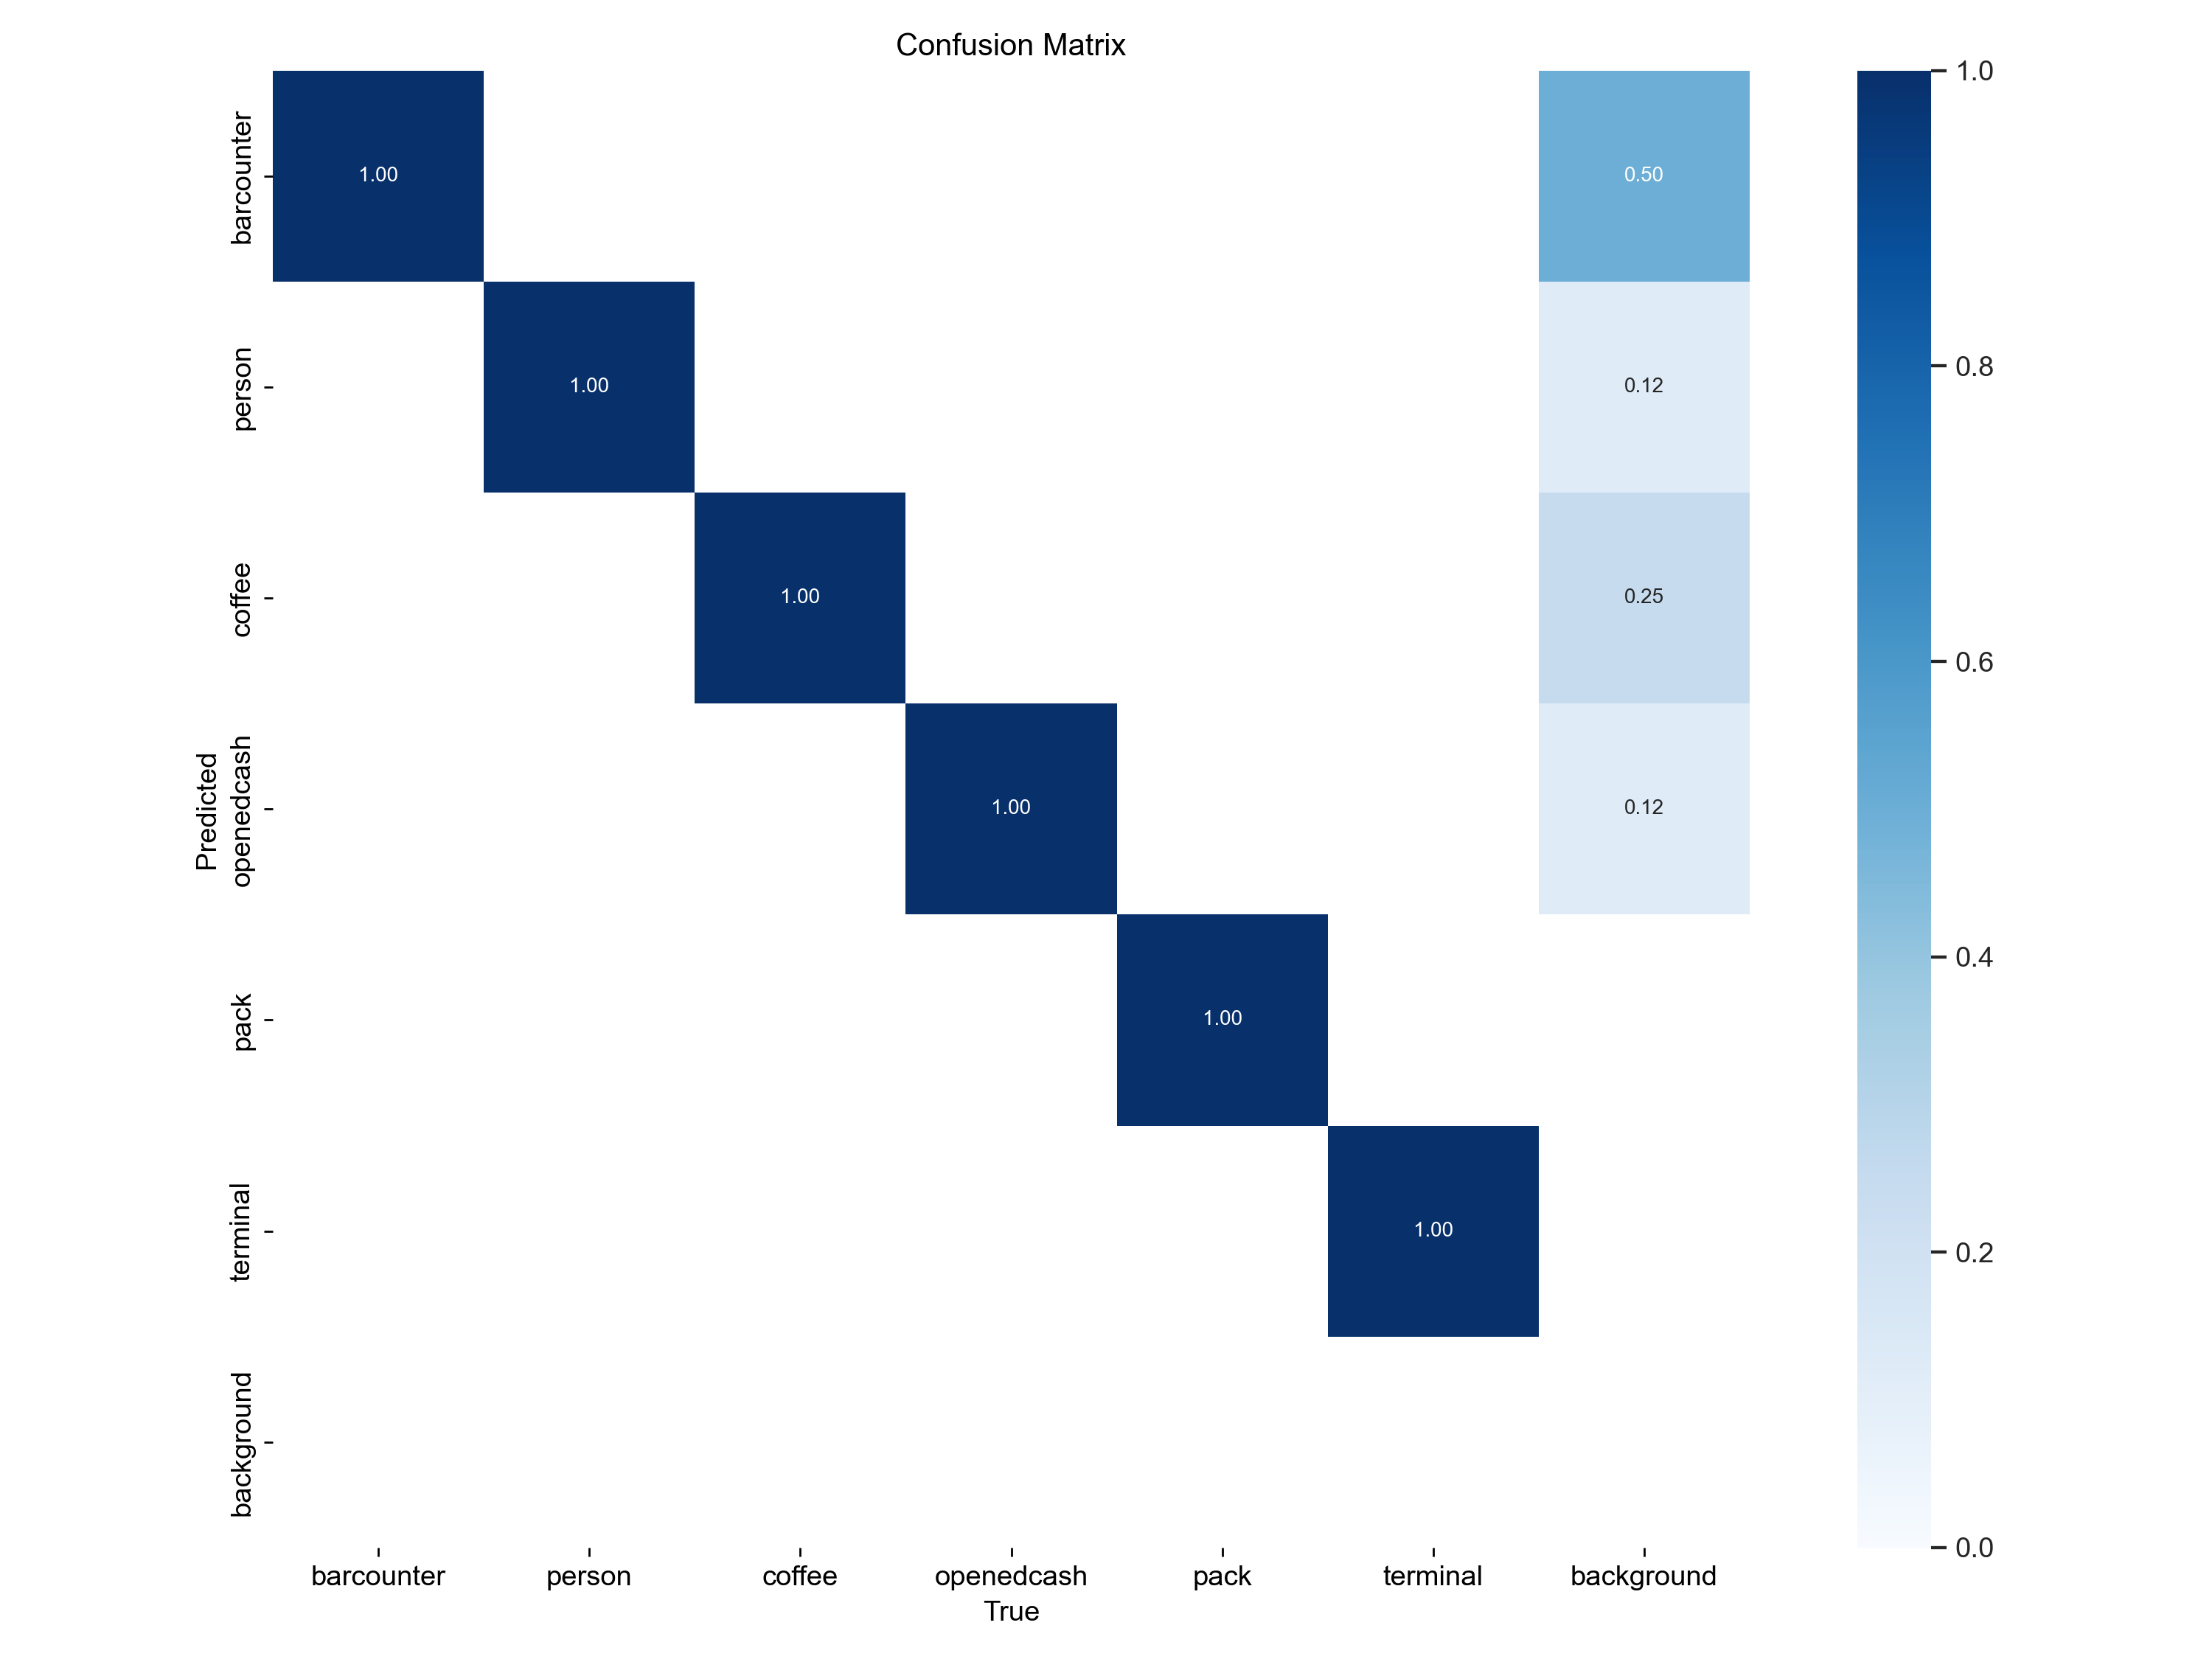 Confusion Matrix
barcounter
person
coffee
openedcash
pack
terminal
background
Predicted
1.00
0.50
1.00
0.12
1.00
0.25
1.00
0.12
1.00
1.00
1.0
0.8
0.6
0.4
0.2
0.0
barcounter person coffee openedcash pack terminal background
True